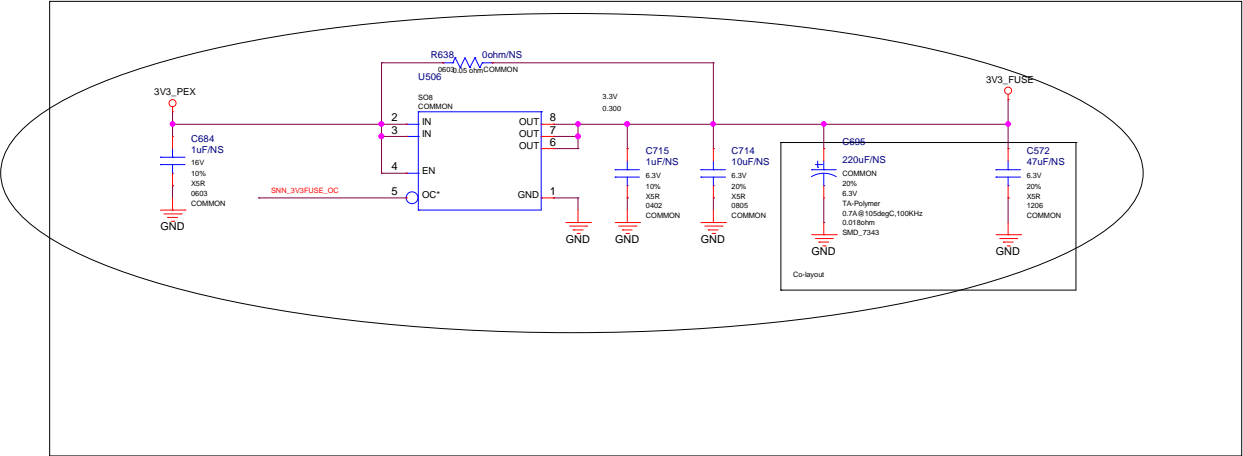 R638 0ohm/NS
0603 0.05 ohm COMMON
U506
SO8
COMMON
3V3_PEX
C684
1uF/NS
16V
10%
X5R
0603
COMMON
GND
SNN_3V3FUSE_OC
2 IN
3 IN
4 EN
5 OC*
OUT 8
OUT 7
OUT 6
GND 1
GND
3.3V
0.300
C715
1uF/NS
6.3V
10%
X5R
0402
COMMON
GND
C714
10uF/NS
6.3V
20%
X5R
0805
COMMON
GND
C695
220uF/NS
COMMON
20%
6.3V
TA-Polymer
0.7A@105degC,100KHz
0.018ohm
SMD_7343
+
GND
Co-layout
3V3_FUSE
C572
47uF/NS
6.3V
20%
X5R
1206
COMMON
GND